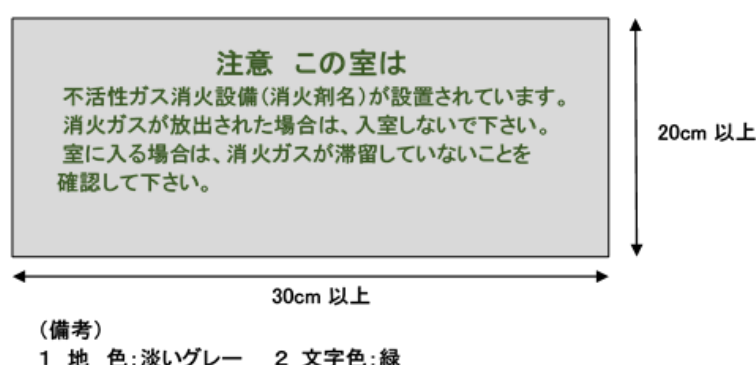 注意　この室は
不活性ガス消火設備(消火剤名)が設置されています。
消火ガスが放出された場合は、入室しないで下さい。
室に入る場合は、消火ガスが滞留していないことを
確認して下さい。
20cm 以上
30cm 以上
（備考）
1　地　色：淡いグレー　　2　文字色：緑